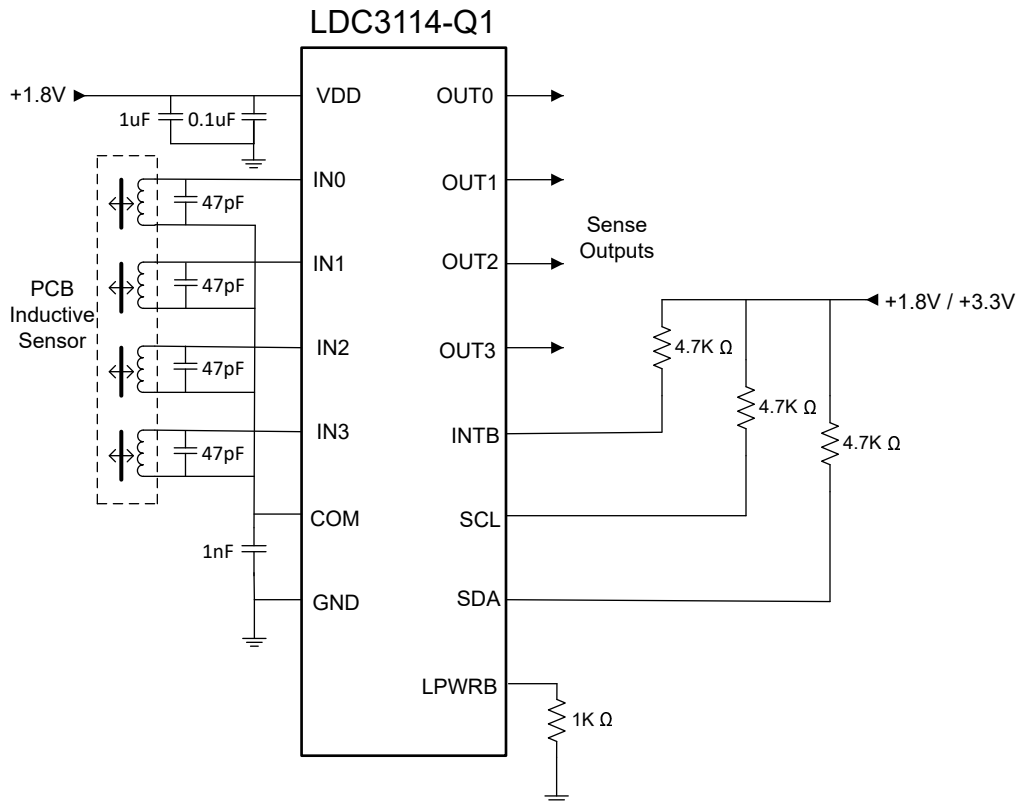 LDC3114-Q1
+1.8V
VDD
OUT0
1uF
0.1uF
IN0
OUT1
47pF
Sense
Outputs
IN1
OUT2
47pF
PCB
Inductive
Sensor
+1.8V / +3.3V
IN2
OUT3
4.7K Ω
47pF
4.7K Ω
IN3
INTB
4.7K Ω
47pF
COM
SCL
1nF
GND
SDA
LPWRB
1K Ω